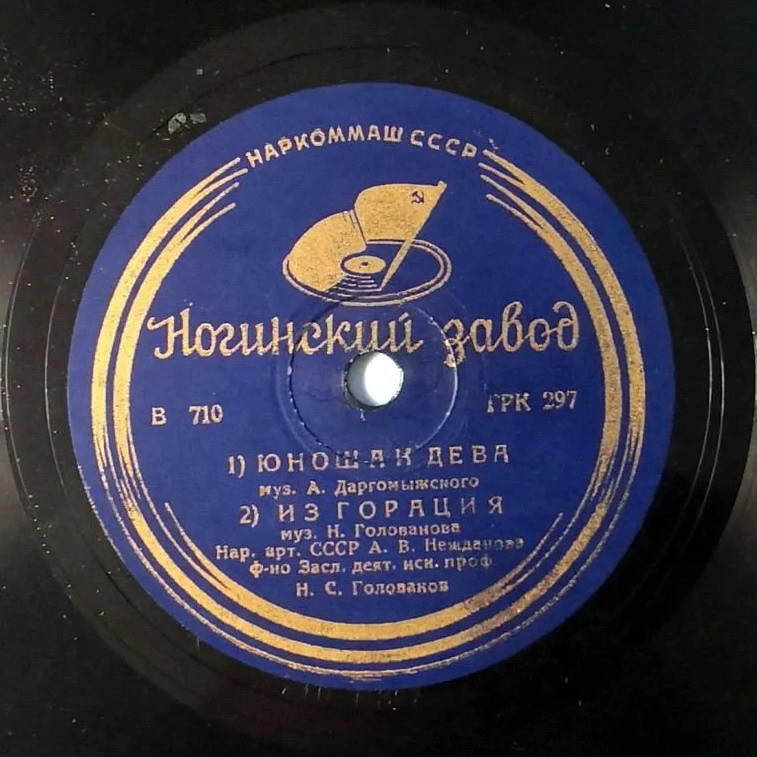 НАРКОММАШ СССР
Ногинский завод
В 710 ГРК 297
1) ЮНОША И ДЕВА
муз. А. Даргомыжского
2) ИЗ ГОРАЦИЯ
муз. Н. Голованова
Нар. арт. СССР А. В. Нежданова
ф-но Засл. деят. иск. проф
Н. С. Голованов